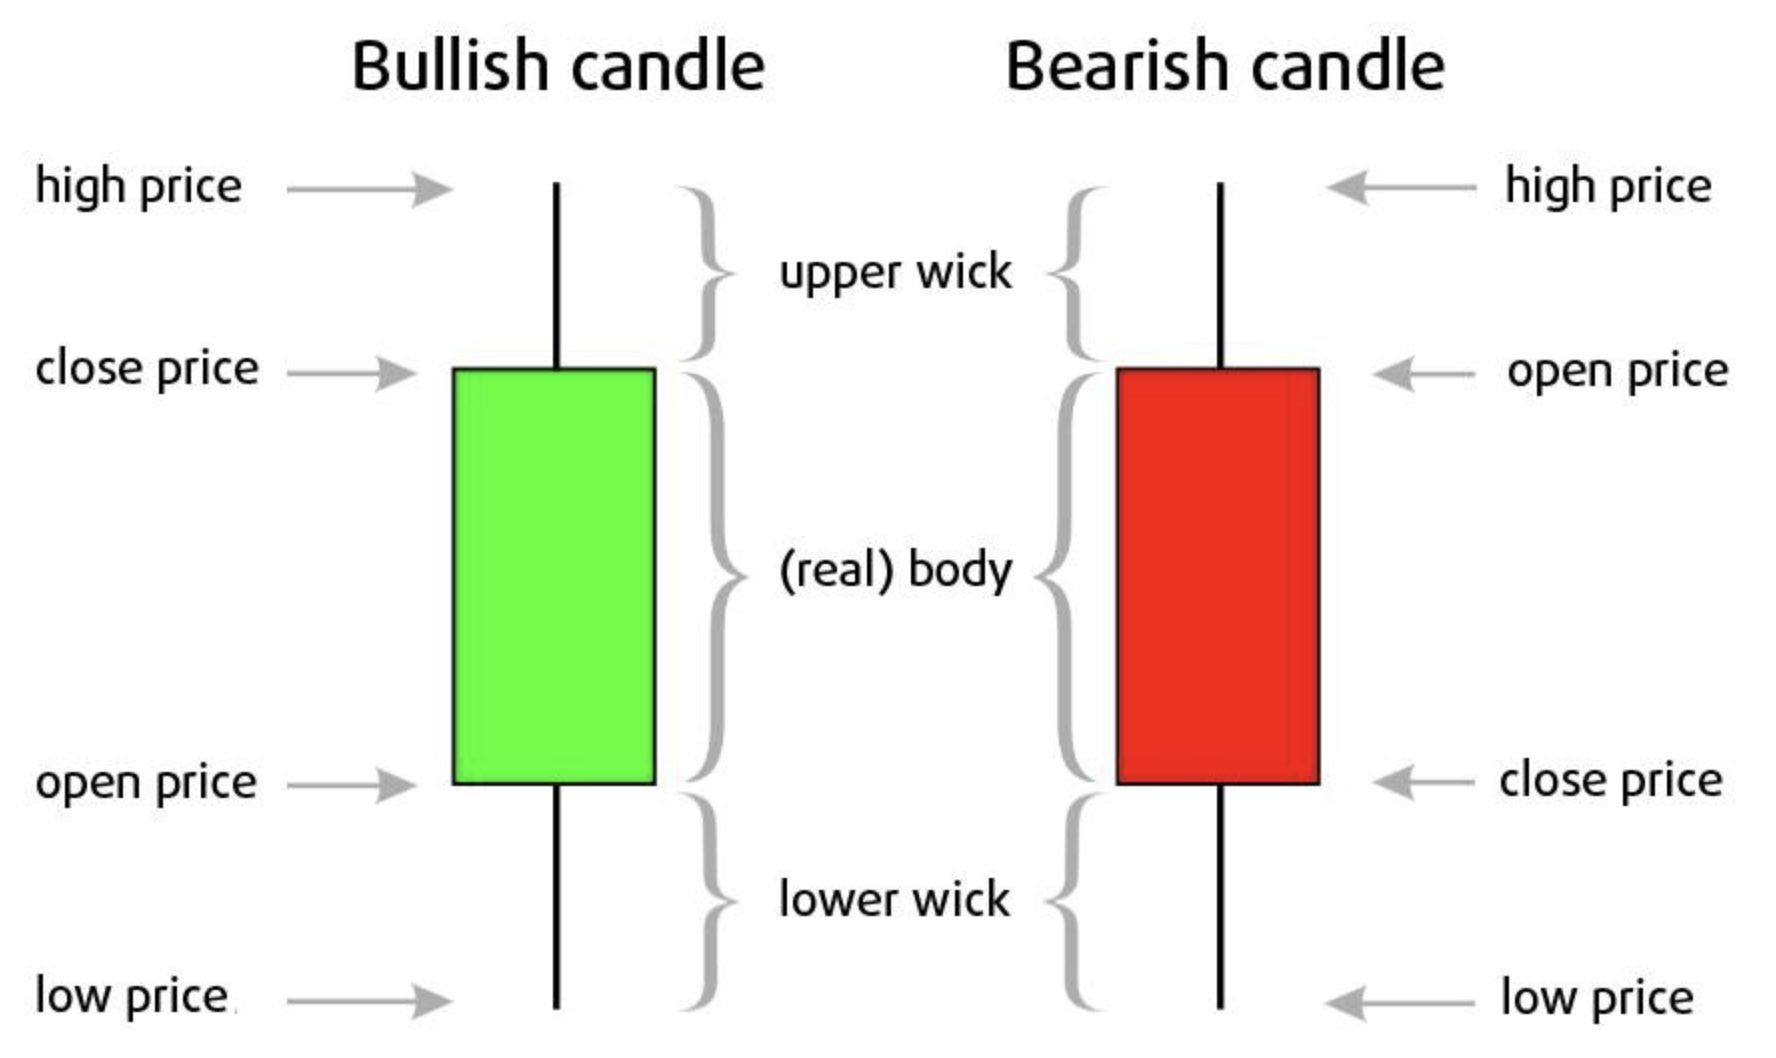 Bullish candle
Bearish candle
high price
high price
upper wick
close price
open price
(real) body
open price
close price
lower wick
low price
low price